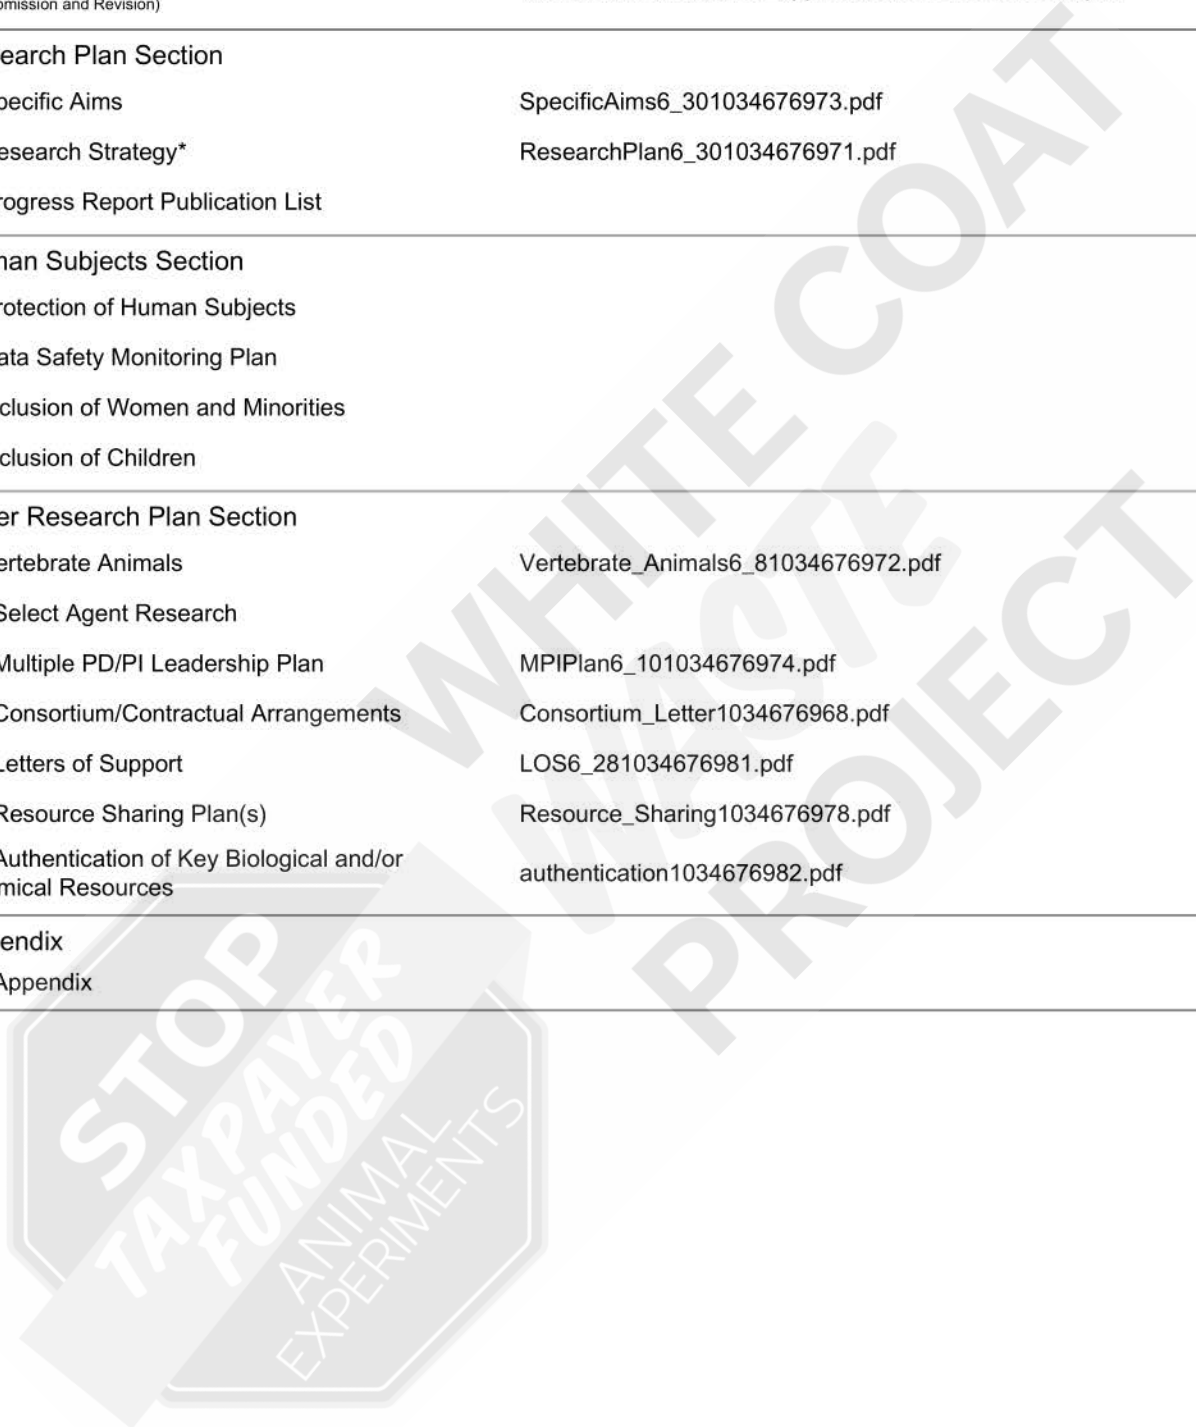 omission and Revision)
earch Plan Section
pecific Aims SpecificAims6_301034676973.pdf
esearch Strategy* ResearchPlan6_301034676971.pdf
rogress Report Publication List
nan Subjects Section
rotection of Human Subjects
ata Safety Monitoring Plan
clusion of Women and Minorities
clusion of Children
er Research Plan Section
ertebrate Animals Vertebrate_Animals6_81034676972.pdf
Select Agent Research
Multiple PD/PI Leadership Plan MPIPlan6_101034676974.pdf
Consortium/Contractual Arrangements Consortium_Letter1034676968.pdf
Letters of Support LOS6_281034676981.pdf
Resource Sharing Plan(s) Resource_Sharing1034676978.pdf
Authentication of Key Biological and/or
mical Resources authentication1034676982.pdf
endix
Appendix
WHITE COAT
WASTE
PROJECT
STOP
TAXPAYER
FUNDED
ANIMAL
EXPERIMENTS